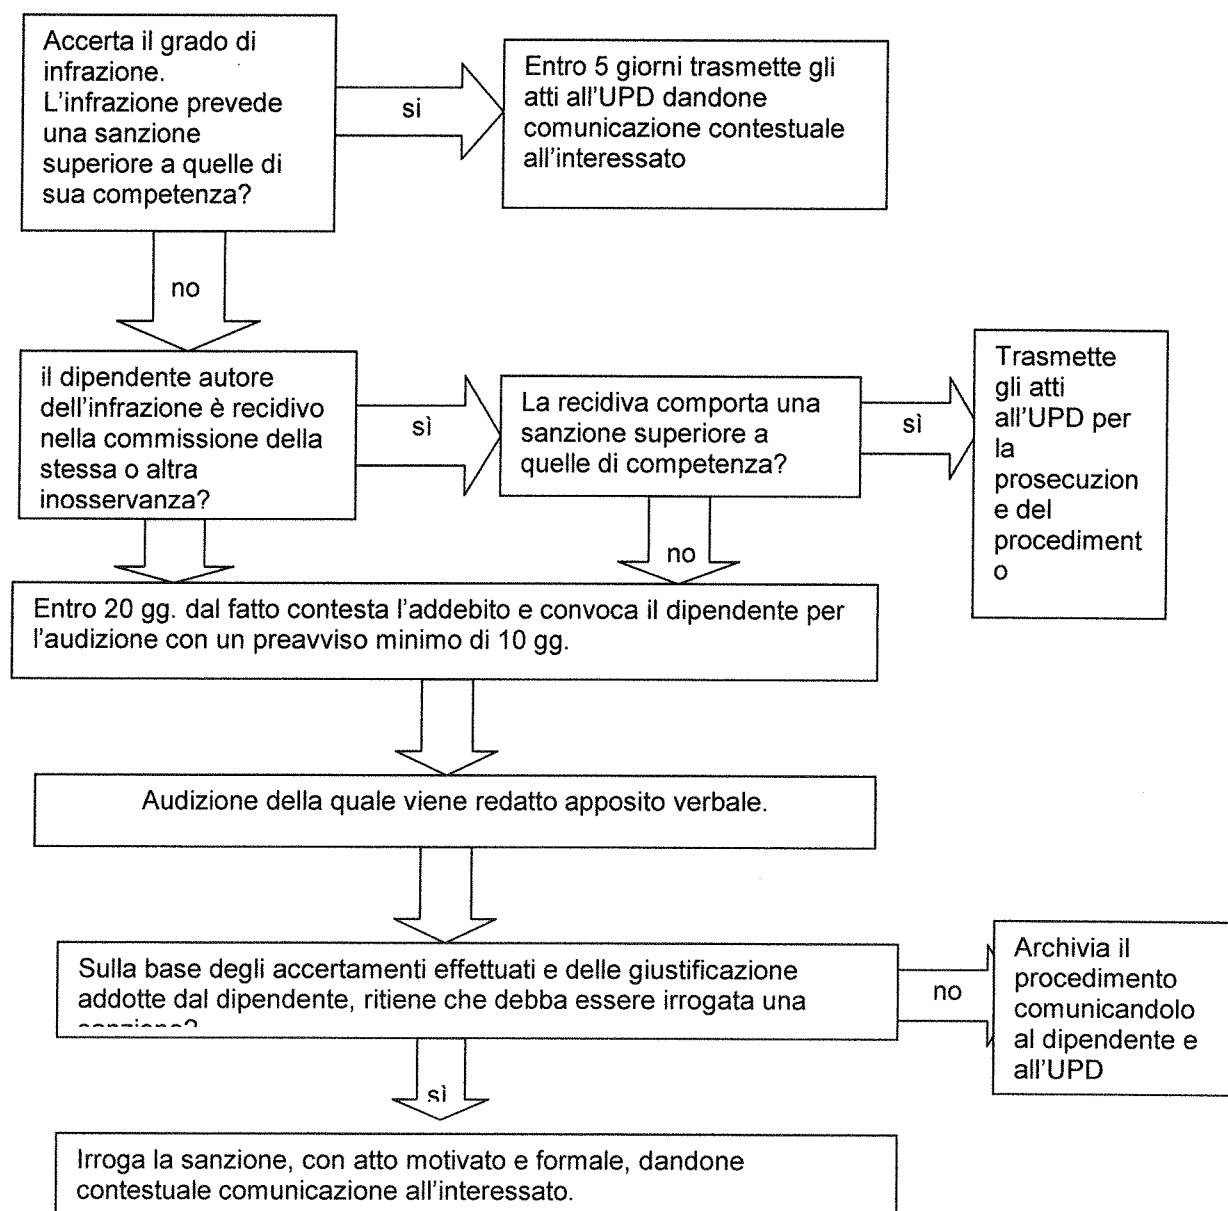 Accerta il grado di
infrazione.
L'infrazione prevede
una sanzione
superiore a quelle di
sua competenza?
si
Entro 5 giorni trasmette gli
atti all'UPD dandone
comunicazione contestuale
all'interessato
no
il dipendente autore
dell'infrazione è recidivo
nella commissione della
stessa o altra
inosservanza?
sì
La recidiva comporta una
sanzione superiore a
quelle di competenza?
sì
Trasmette
gli atti
all'UPD per
la
prosecuzion
e del
procediment
o
no
Entro 20 gg. dal fatto contesta l'addebito e convoca il dipendente per
l'audizione con un preavviso minimo di 10 gg.
Audizione della quale viene redatto apposito verbale.
Sulla base degli accertamenti effettuati e delle giustificazione
addotte dal dipendente, ritiene che debba essere irrogata una
sanzione?
no
Archivia il
procedimento
comunicandolo
al dipendente e
all'UPD
sì
Irroga la sanzione, con atto motivato e formale, dandone
contestuale comunicazione all'interessato.